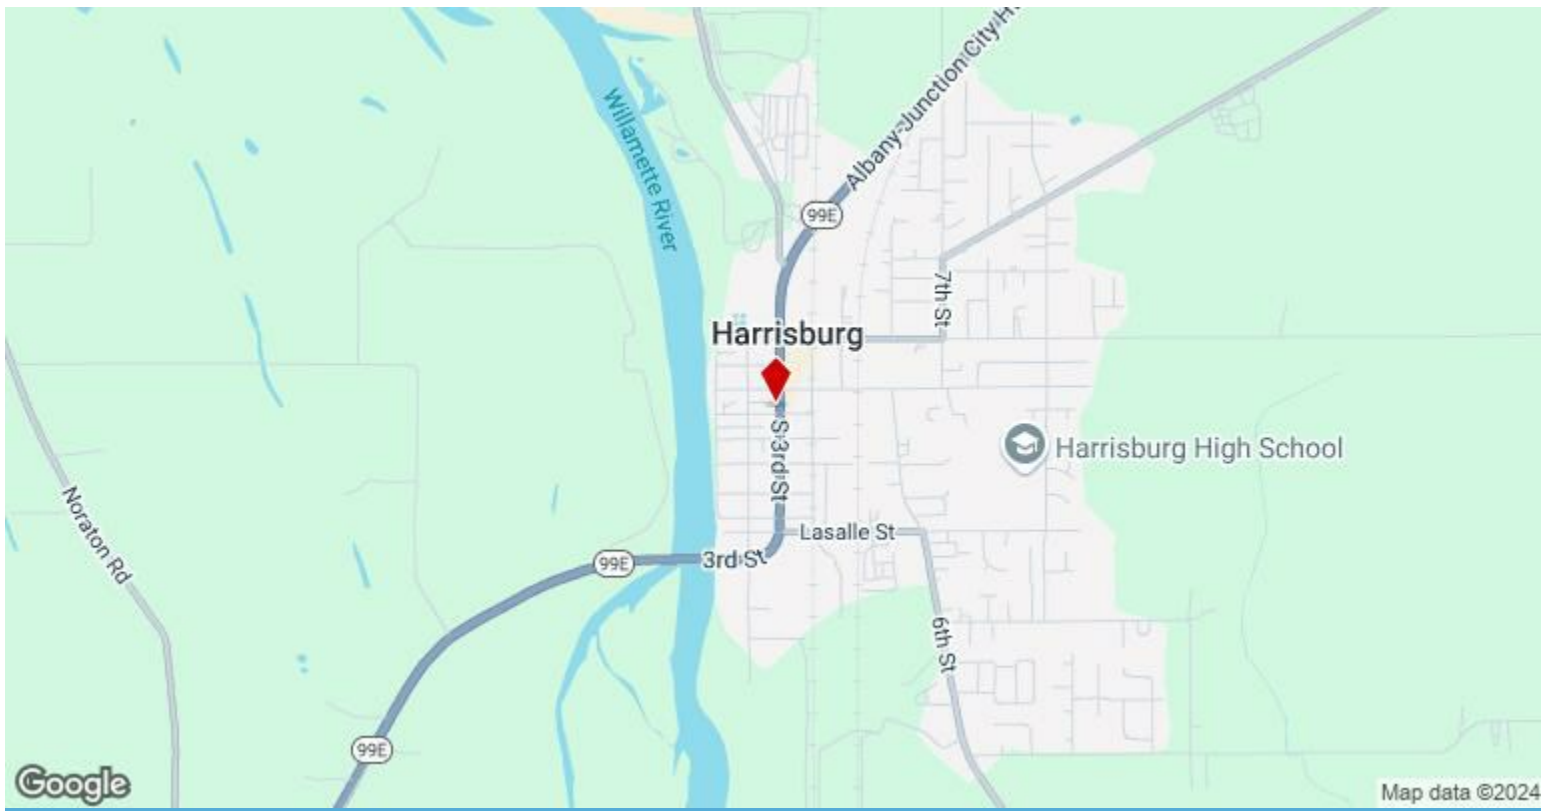 Albany-Junction City H
Willamette River
99E
7th St
Harrisburg
S 3rd St
Harrisburg High School
Noraton Rd
Lasalle St
3rd St
99E
6th St
99E
Google
Map data ©2024